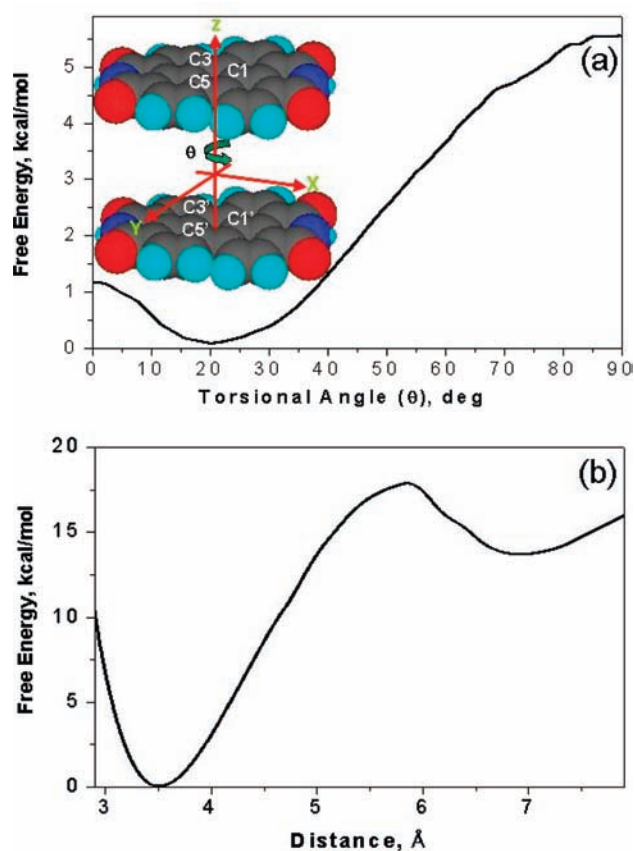 (a)
Free Energy, kcal/mol
5
4
3
2
1
0
Z
C3 C1
C5
θ
X
C3' C1'
Y C5'
0 10 20 30 40 50 60 70 80 90
Torsional Angle (θ), deg
(b)
Free Energy, kcal/mol
20
15
10
5
0
3 4 5 6 7
Distance, Å